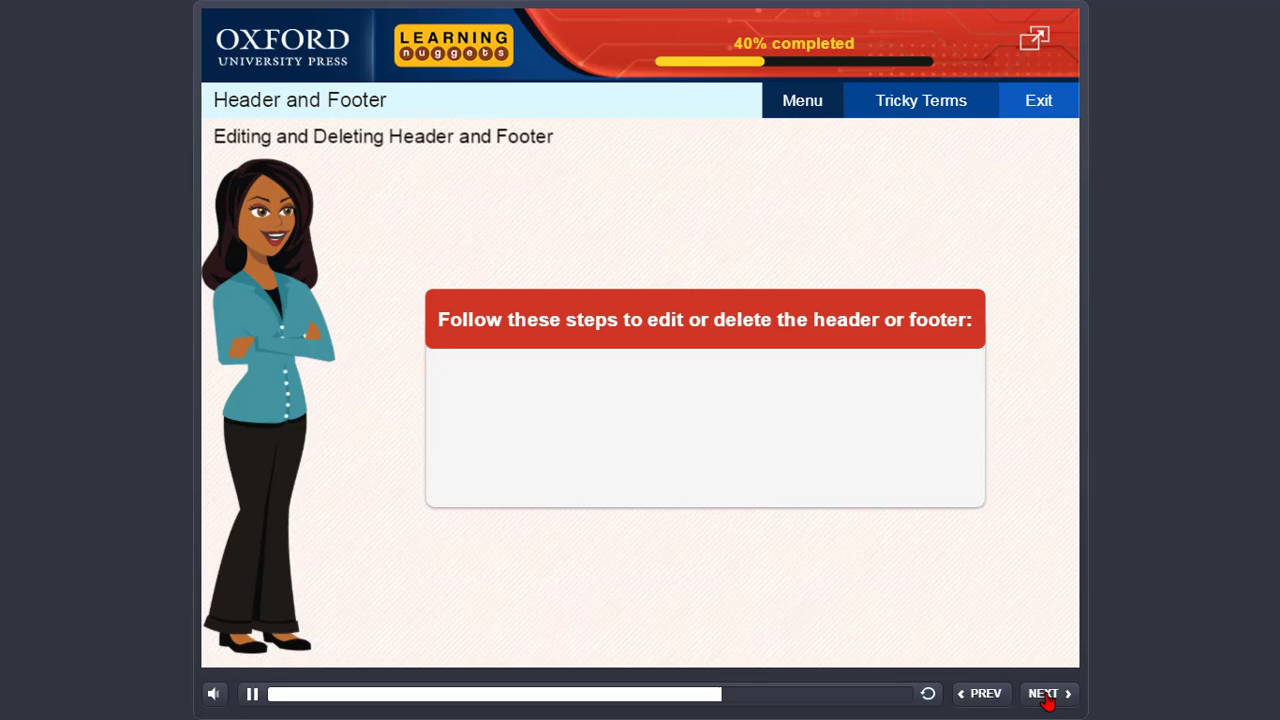 OXFORD
UNIVERSITY PRESS
LEARNING
nuggets
40% completed
Header and Footer
Menu
Tricky Terms
Exit
Editing and Deleting Header and Footer
Follow these steps to edit or delete the header or footer:
PREV
NEXT